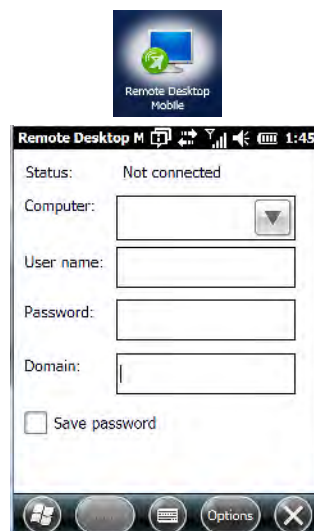 Remote Desktop
Mobile
Remote Desktop M 1:45
Status: Not connected
Computer:
User name:
Password:
Domain:
Save password
Options